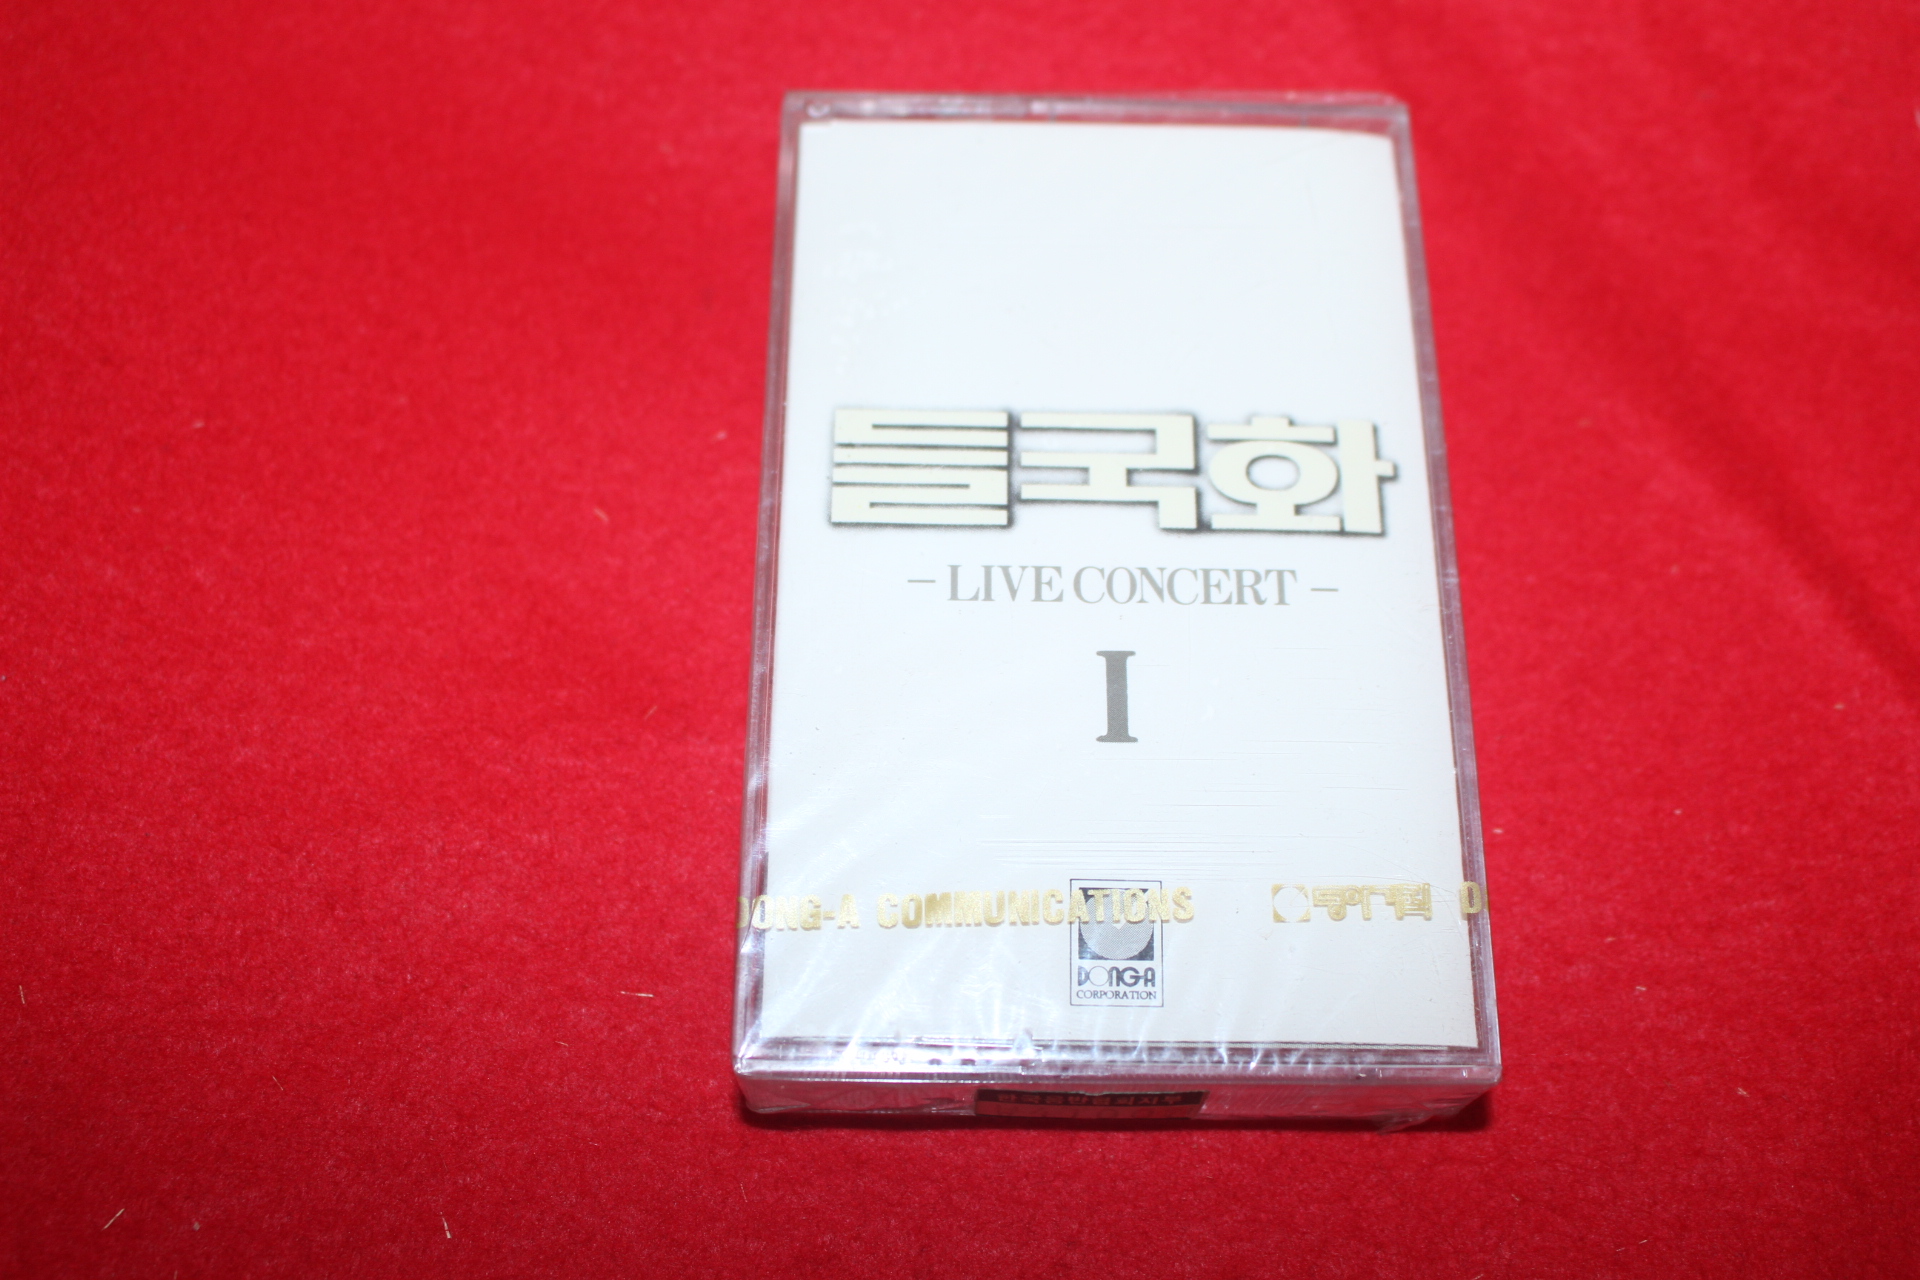 들국화
– LIVE CONCERT –
I
DONG-A COMMUNICATIONS 동아기획 D
DONG-A
CORPORATION